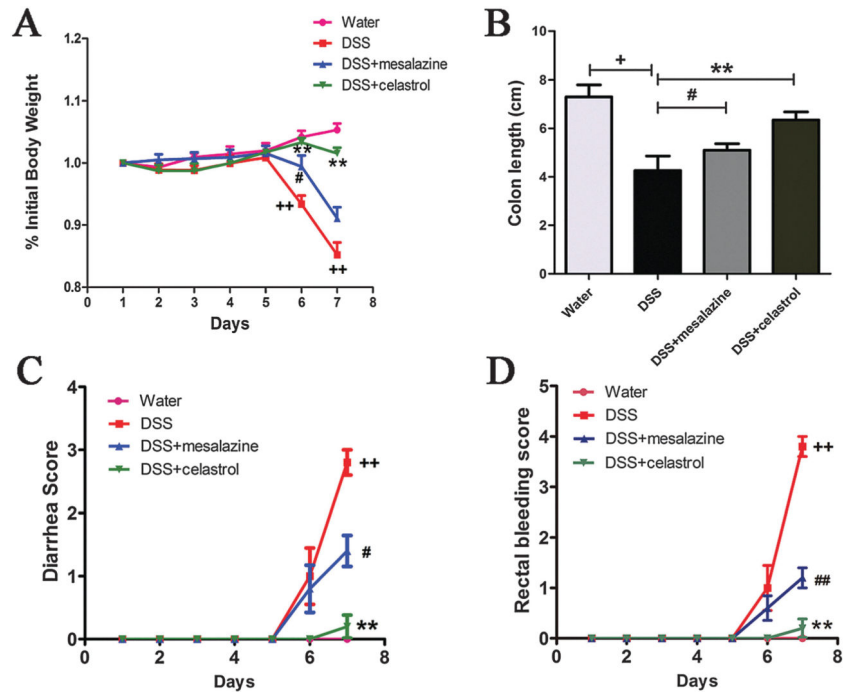 A
Water
DSS
DSS+mesalazine
DSS+celastrol
% Initial Body Weight
1.2
1.1
1.0
0.9
0.8
**
**
#
++
++
0 1 2 3 4 5 6 7 8
Days
B
Colon length (cm)
10
8
6
4
2
0
+
**
#
Water
DSS
DSS+mesalazine
DSS+celastrol
C
Water
DSS
DSS+mesalazine
DSS+celastrol
Diarrhea Score
4
3
2
1
0
++
#
**
0 2 4 6 8
Days
D
Water
DSS
DSS+mesalazine
DSS+celastrol
Rectal bleeding score
5
4
3
2
1
0
++
##
**
0 2 4 6 8
Days